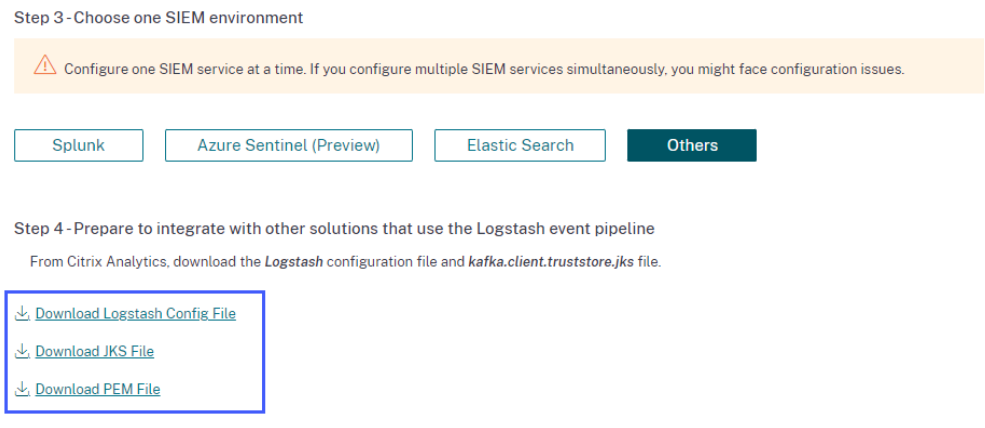 Step 3 - Choose one SIEM environment
Configure one SIEM service at a time. If you configure multiple SIEM services simultaneously, you might face configuration issues.
Splunk
Azure Sentinel (Preview)
Elastic Search
Others
Step 4 - Prepare to integrate with other solutions that use the Logstash event pipeline
From Citrix Analytics, download the Logstash configuration file and kafka.client.truststore.jks file.
Download Logstash Config File
Download JKS File
Download PEM File